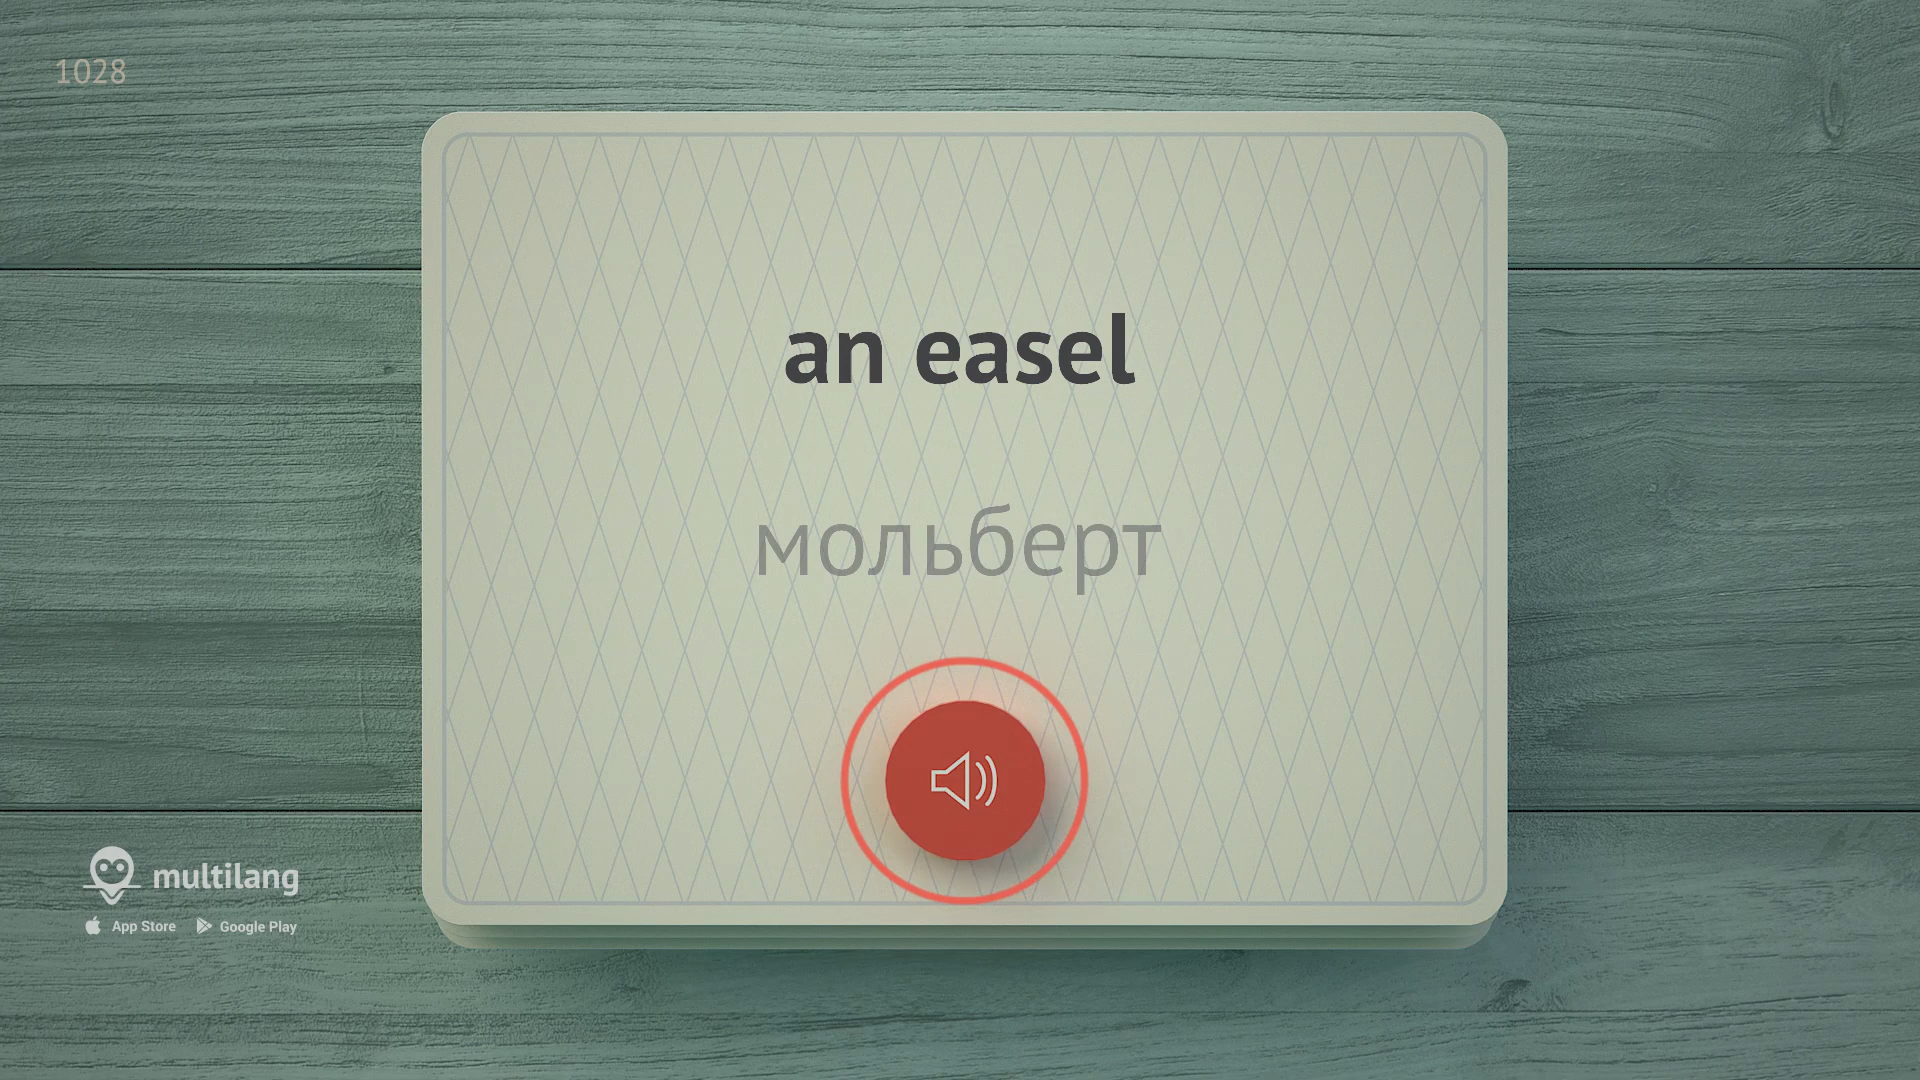 1028
an easel
мольберт
multilang
App Store Google Play